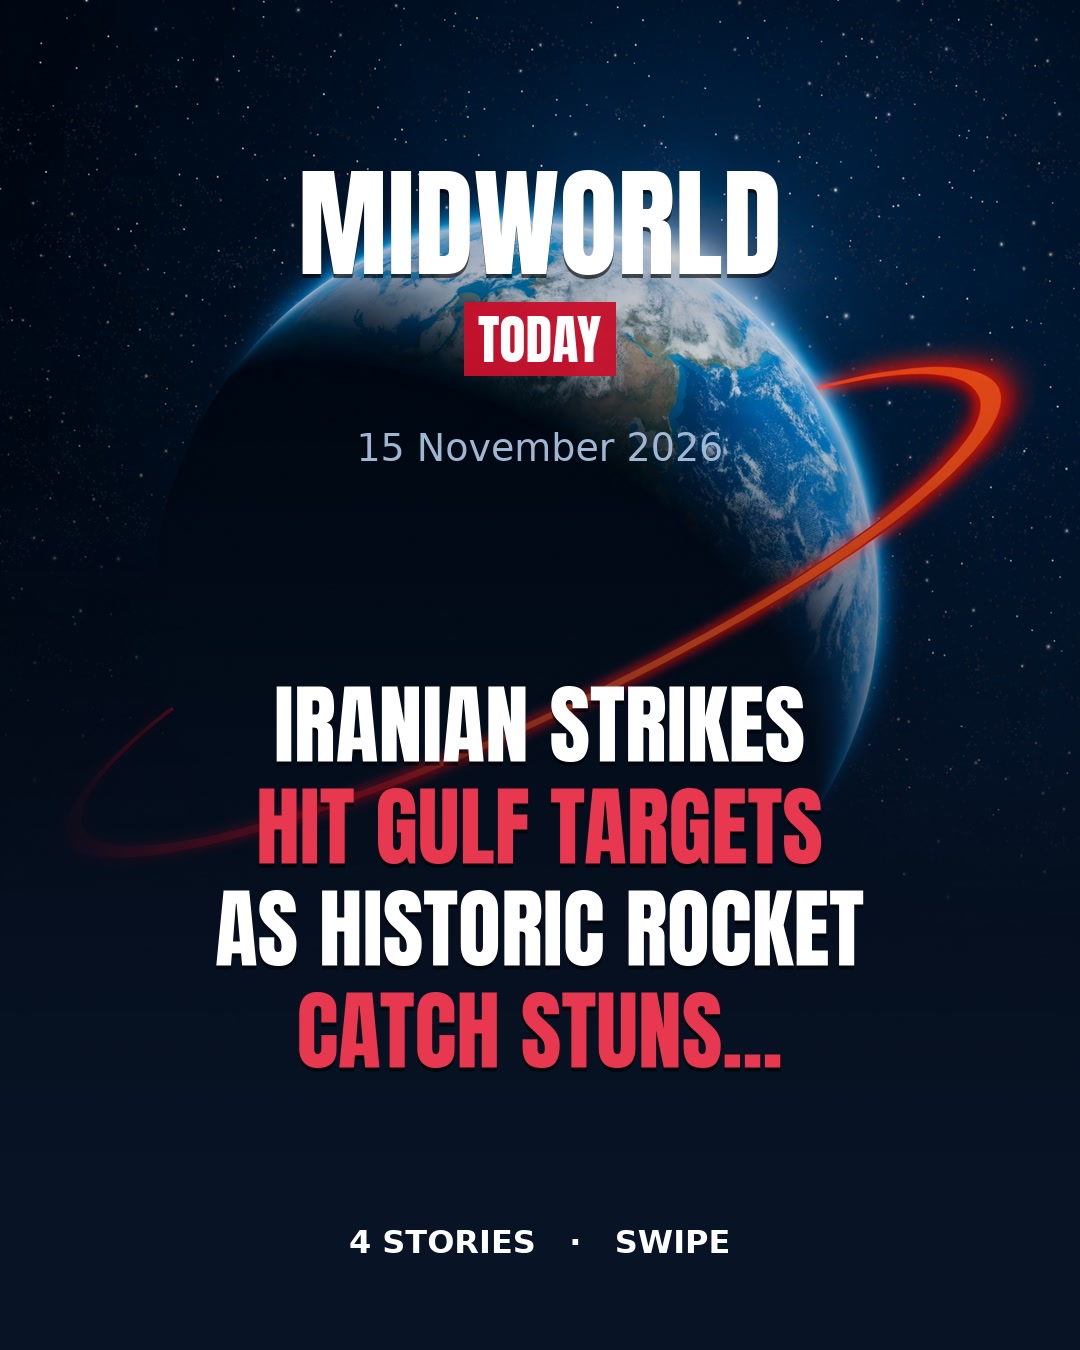 MIDWORLD
TODAY
15 November 2026
IRANIAN STRIKES
HIT GULF TARGETS
AS HISTORIC ROCKET
CATCH STUNS...
4 STORIES · SWIPE